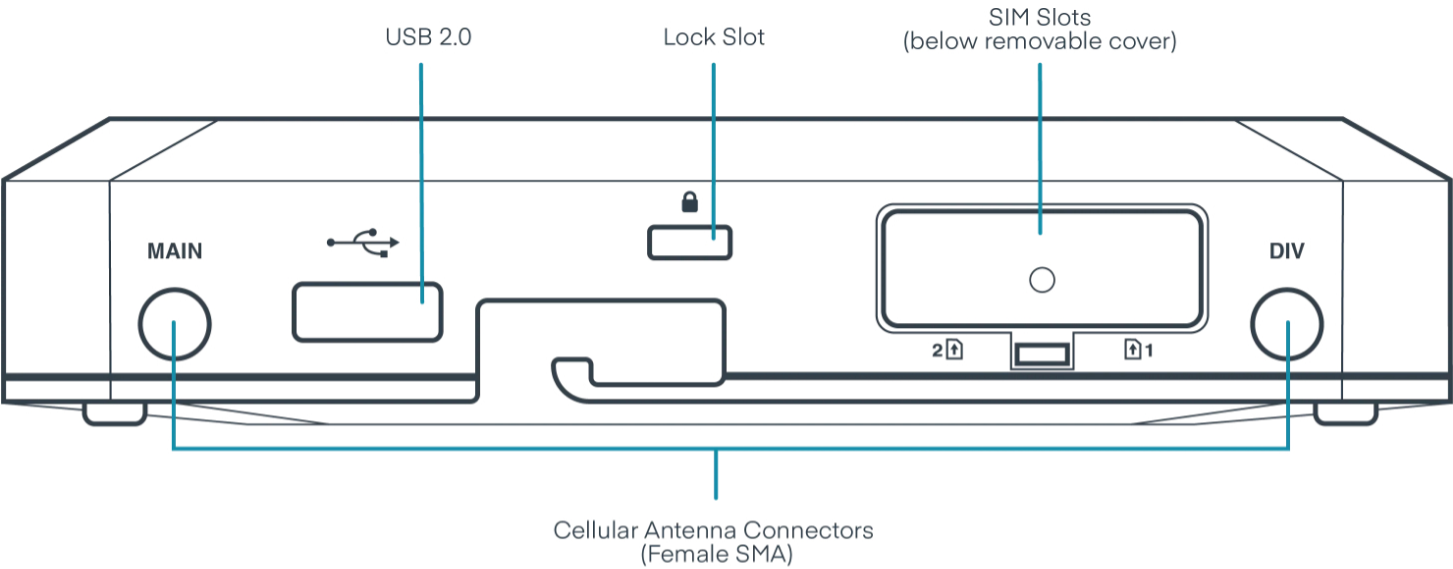 USB 2.0
Lock Slot
SIM Slots
(below removable cover)
MAIN
DIV
2
1
Cellular Antenna Connectors
(Female SMA)